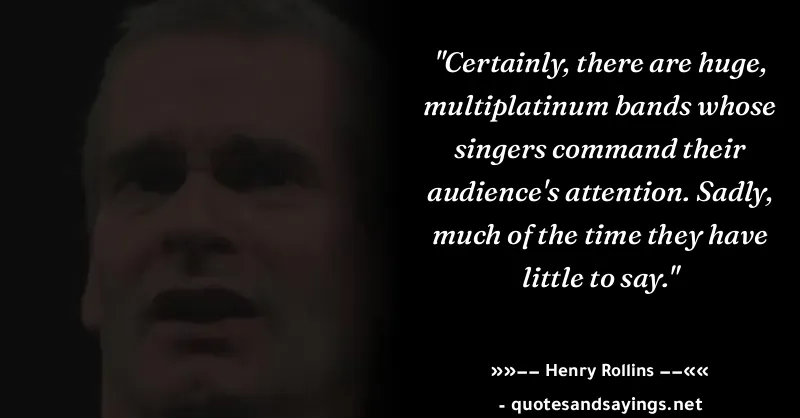 "Certainly, there are huge,
multiplatinum bands whose
singers command their
audience's attention. Sadly,
much of the time they have
little to say."
»»−− Henry Rollins −−««
- quotesandsayings.net